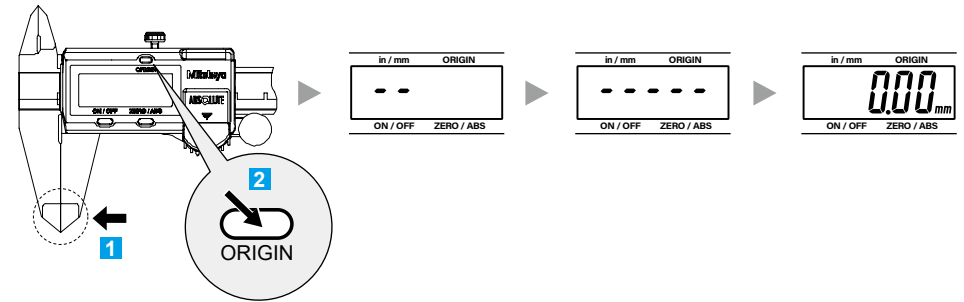 ORIGIN
Mitutoyo
ABSOLUTE
ON / OFF ZERO / ABS
1
2
ORIGIN
in / mm ORIGIN
- -
ON / OFF ZERO / ABS
in / mm ORIGIN
- - - - -
ON / OFF ZERO / ABS
in / mm ORIGIN
0.00 mm
ON / OFF ZERO / ABS